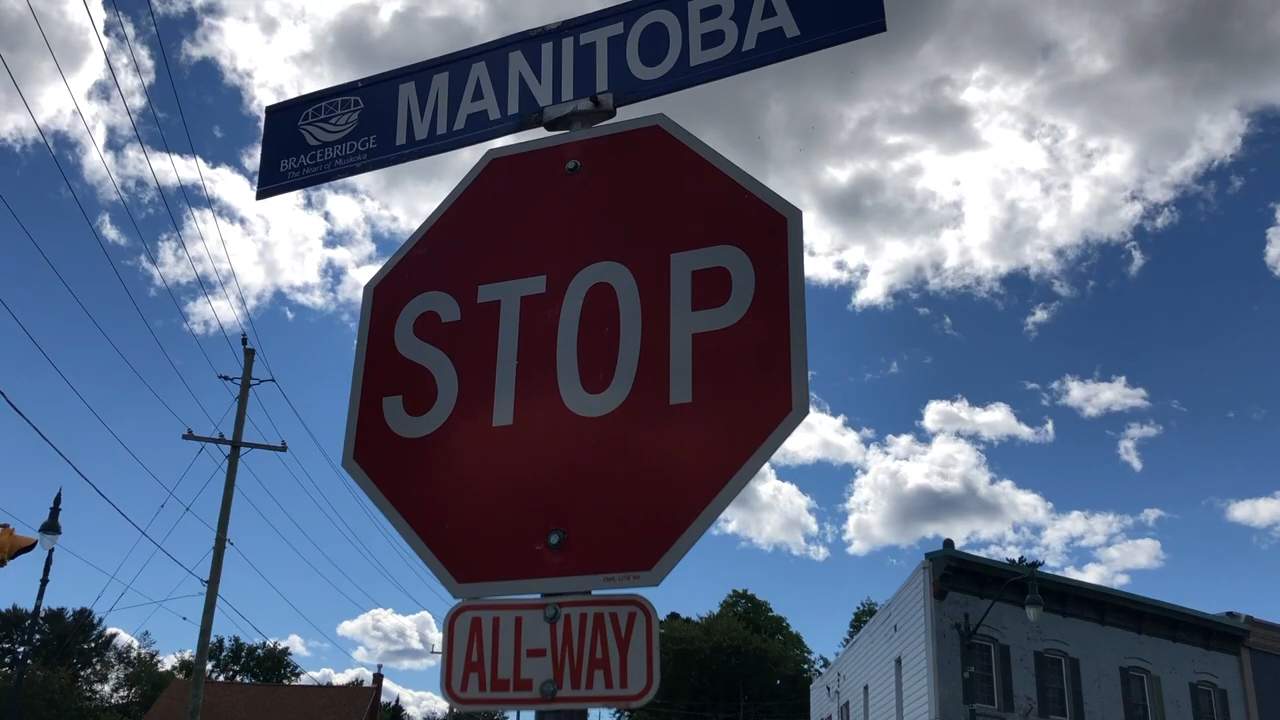 MANITOBA
BRACEBRIDGE
The Heart of Muskoka
STOP
ALL-WAY